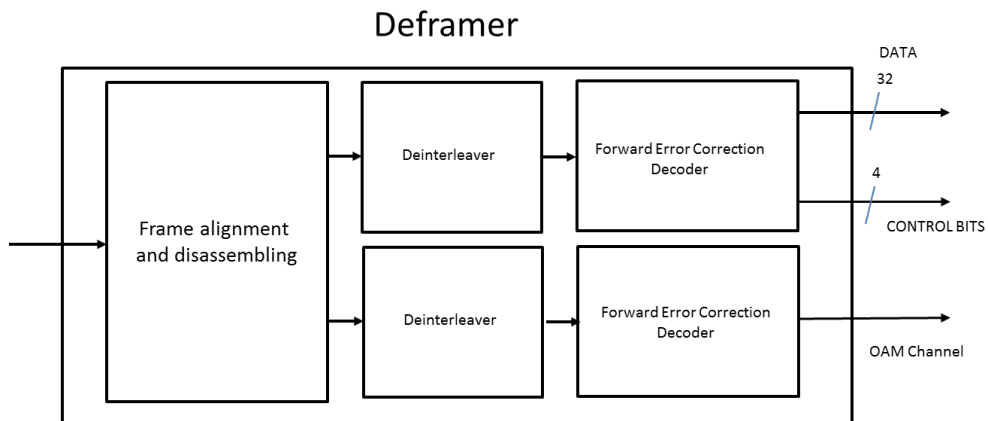 Deframer
DATA
32
Deinterleaver
Forward Error Correction
Decoder
4
Frame alignment
and disassembling
CONTROL BITS
Deinterleaver
Forward Error Correction
Decoder
OAM Channel